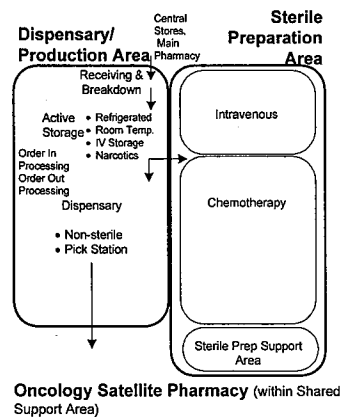 Dispensary/
Production Area
Central
Stores,
Main
Pharmacy
Sterile
Preparation
Area
Receiving &
Breakdown
Active
Storage
• Refrigerated
• Room Temp.
• IV Storage
• Narcotics
Order In
Processing
Order Out
Processing
Dispensary
• Non-sterile
• Pick Station
Intravenous
Chemotherapy
Sterile Prep Support
Area
Oncology Satellite Pharmacy (within Shared
Support Area)